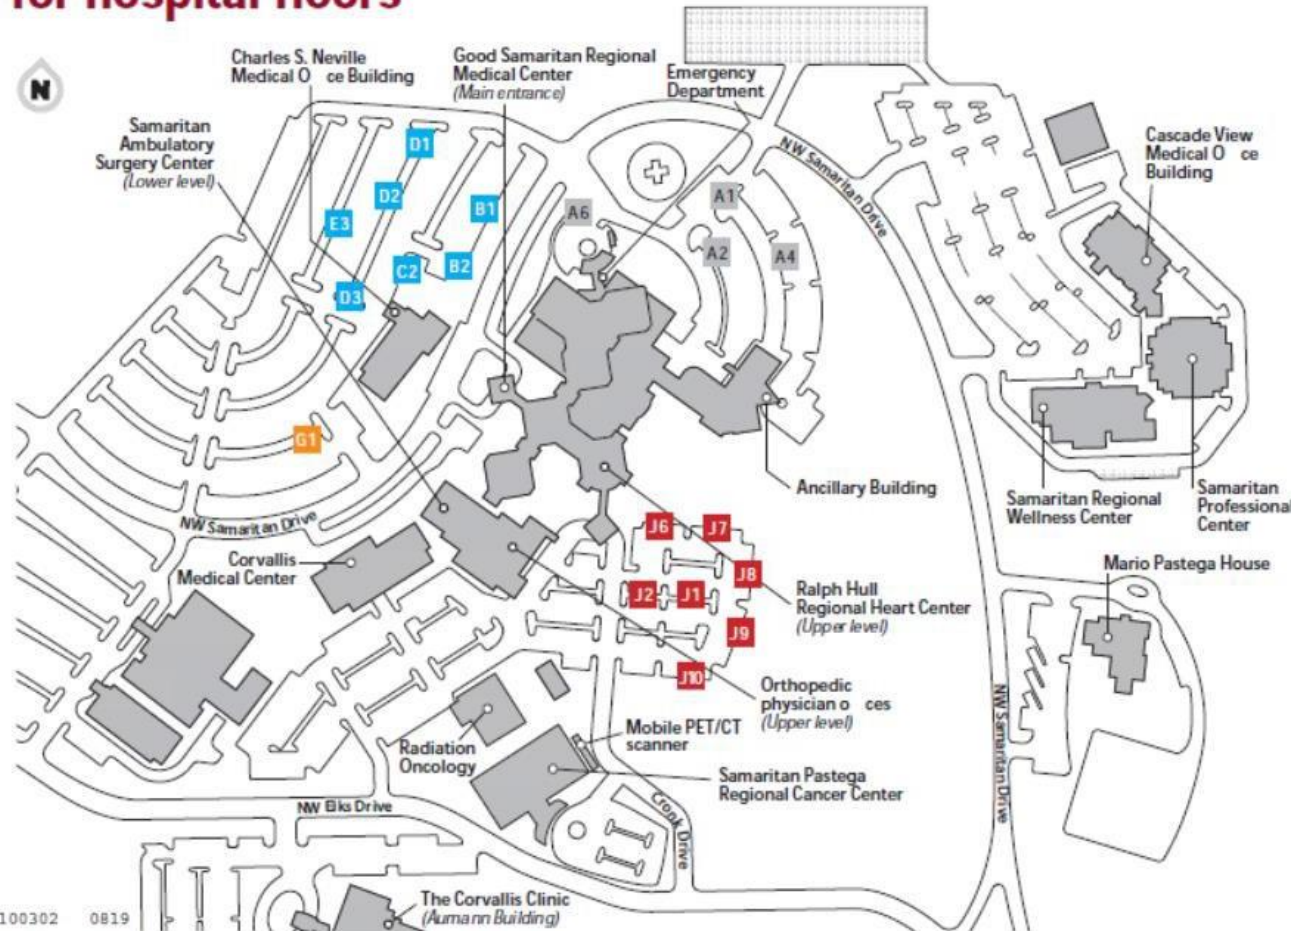 for hospital floors
N
Charles S. Neville
Medical O ce Building
Good Samaritan Regional
Medical Center
(Main entrance)
Emergency
Department
Samaritan
Ambulatory
Surgery Center
(Lower level)
Cascade View
Medical O ce
Building
NW Samaritan Drive
D1
D2
E3
B1
A6
A1
A2
A4
C2
B2
D3
G1
Ancillary Building
Samaritan Regional
Wellness Center
Samaritan
Professional
Center
NW Samaritan Drive
Corvallis
Medical Center
J6
J7
J8
J2
J1
J9
J10
Ralph Hull
Regional Heart Center
(Upper level)
Mario Pastega House
Orthopedic
physician o ces
(Upper level)
Mobile PET/CT
scanner
Radiation
Oncology
Samaritan Pastega
Regional Cancer Center
NW Samaritan Drive
NW Elks Drive
Cronk Drive
The Corvallis Clinic
(Aumann Building)
100302 0819